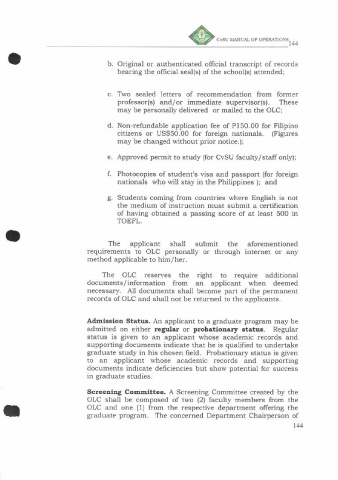 CvSU MANUAL OF OPERATIONS
144
b. Original or authenticated official transcript of records
bearing the official seal(s) of the school(s) attended;
c. Two sealed letters of recommendation from former
professor(s) and/or immediate supervisor(s). These
may be personally delivered or mailed to the OLC;
d. Non-refundable application fee of P150.00 for Filipino
citizens or US$50.00 for foreign nationals. (Figures
may be changed without prior notice.);
e. Approved permit to study (for CvSU faculty/staff only);
f. Photocopies of student's visa and passport (for foreign
nationals who will stay in the Philippines ); and
g. Students coming from countries where English is not
the medium of instruction must submit a certification
of having obtained a passing score of at least 500 in
TOEFL.
The applicant shall submit the aforementioned
requirements to OLC personally or through internet or any
method applicable to him/her.
The OLC reserves the right to require additional
documents/information from an applicant when deemed
necessary. All documents shall become part of the permanent
records of OLC and shall not be returned to the applicants.
Admission Status. An applicant to a graduate program may be
admitted on either regular or probationary status. Regular
status is given to an applicant whose academic records and
supporting documents indicate that he is qualified to undertake
graduate study in his chosen field. Probationary status is given
to an applicant whose academic records and supporting
documents indicate deficiencies but show potential for success
in graduate studies.
Screening Committee. A Screening Committee created by the
OLC shall be composed of two (2) faculty members from the
OLC and one (1) from the respective department offering the
graduate program. The concerned Department Chairperson of
144